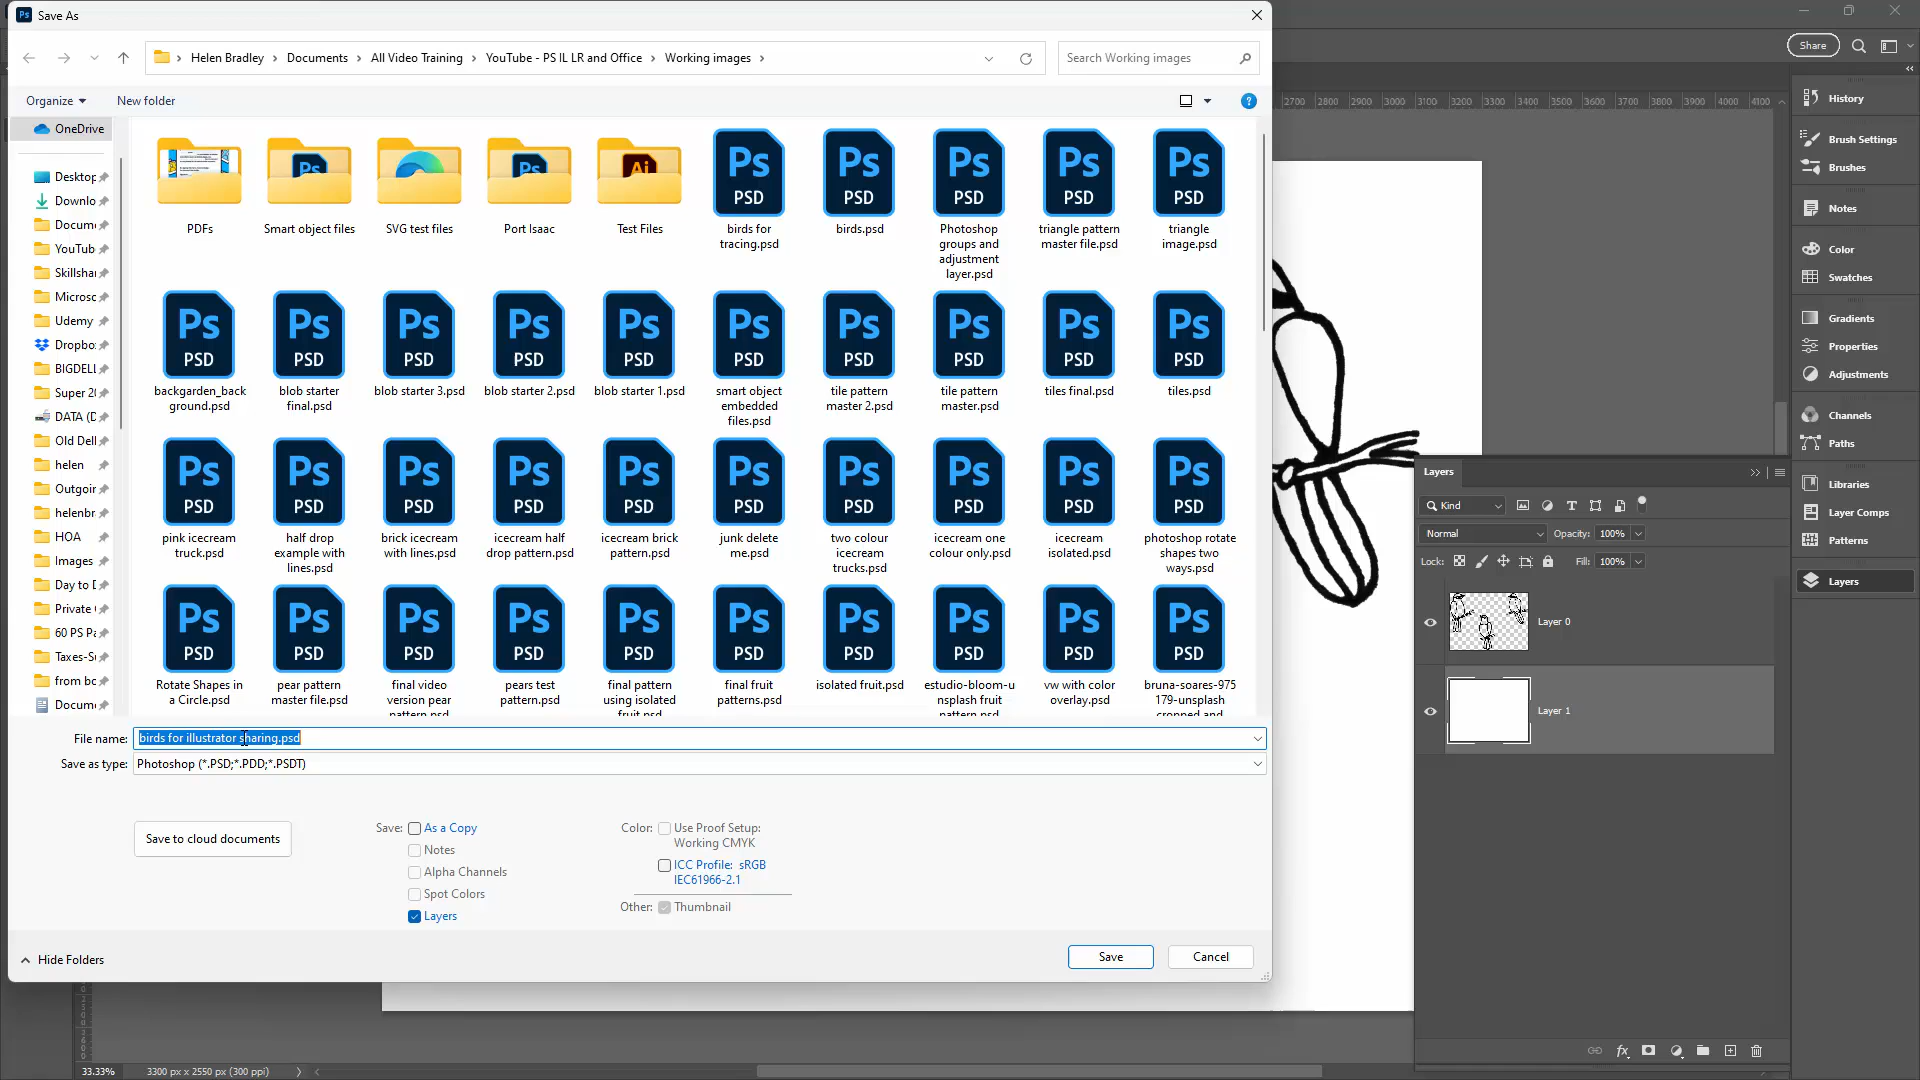 Save As
Helen Bradley > Documents > All Video Training > YouTube - PS IL LR and Office > Working images >
Search Working images
Share
Organize
New folder
OneDrive
Desktop
Downlo
Docum
YouTub
Skillsha
Microsc
Udemy
Dropbo
BIGDELL
Super 2
DATA (D
Old Dell
helen
Outgoin
helenbr
HOA
Images
Day to D
Private
60 PS Pa
Taxes-S
from bo
Docum
PDFs
Smart object files
SVG test files
Port Isaac
Test Files
birds for
tracing.psd
birds.psd
Photoshop
groups and
adjustment
layer.psd
triangle pattern
master file.psd
triangle
image.psd
backgarden_back
ground.psd
blob starter
final.psd
blob starter 3.psd
blob starter 2.psd
blob starter 1.psd
smart object
embedded
files.psd
tile pattern
master 2.psd
tile pattern
master.psd
tiles final.psd
tiles.psd
pink icecream
truck.psd
half drop
example with
lines.psd
brick icecream
with lines.psd
icecream half
drop pattern.psd
icecream brick
pattern.psd
junk delete
me.psd
two colour
icecream
trucks.psd
icecream one
colour only.psd
icecream
isolated.psd
photoshop rotate
shapes two
ways.psd
Rotate Shapes in
a Circle.psd
pear pattern
master file.psd
final video
version pear
pattern.psd
pears test
pattern.psd
final pattern
using isolated
fruit.psd
final fruit
patterns.psd
isolated fruit.psd
estudio-bloom-u
nsplash fruit
pattern.psd
vw with color
overlay.psd
bruna-soares-975
179-unsplash
cropped and
Ps
PSD
Ai
File name: birds for illustrator sharing.psd
Save as type: Photoshop (*.PSD;*.PDD;*.PSDT)
Save to cloud documents
Save: As a Copy
Notes
Alpha Channels
Spot Colors
Layers
Color: Use Proof Setup:
Working CMYK
ICC Profile: sRGB
IEC61966-2.1
Other: Thumbnail
Hide Folders
Save
Cancel
2700 2800 2900 3000 3100 3200 3300 3400 3500 3600 3700 3800 3900 4000 4100
History
Brush Settings
Brushes
Notes
Color
Swatches
Gradients
Properties
Adjustments
Channels
Paths
Libraries
Layer Comps
Patterns
Layers
Layers
Kind
Normal
Opacity: 100%
Lock:
Fill: 100%
Layer 0
Layer 1
fx
33.33%
3300 px x 2550 px (300 ppi)